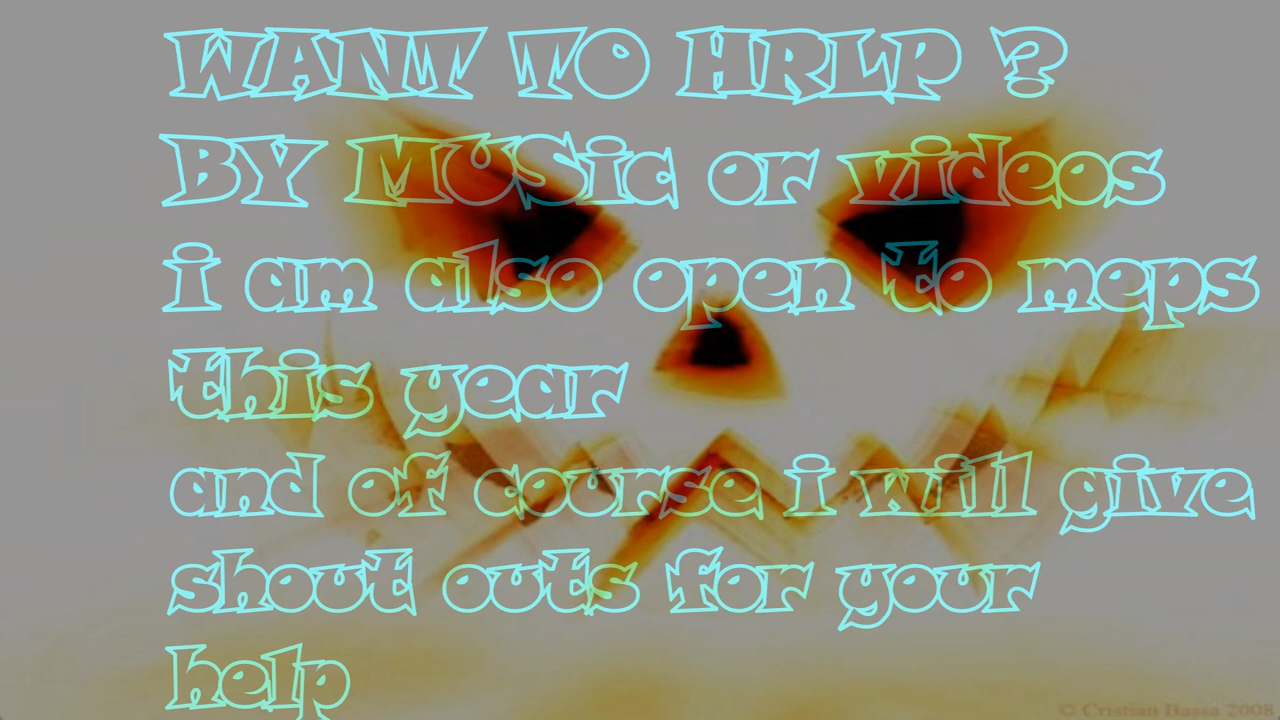 WANT TO HRLP ?
BY MUSic or videos
i am also open to meps
this year
and of course i will give
shout outs for your
help
© Cristian Bassa 2008